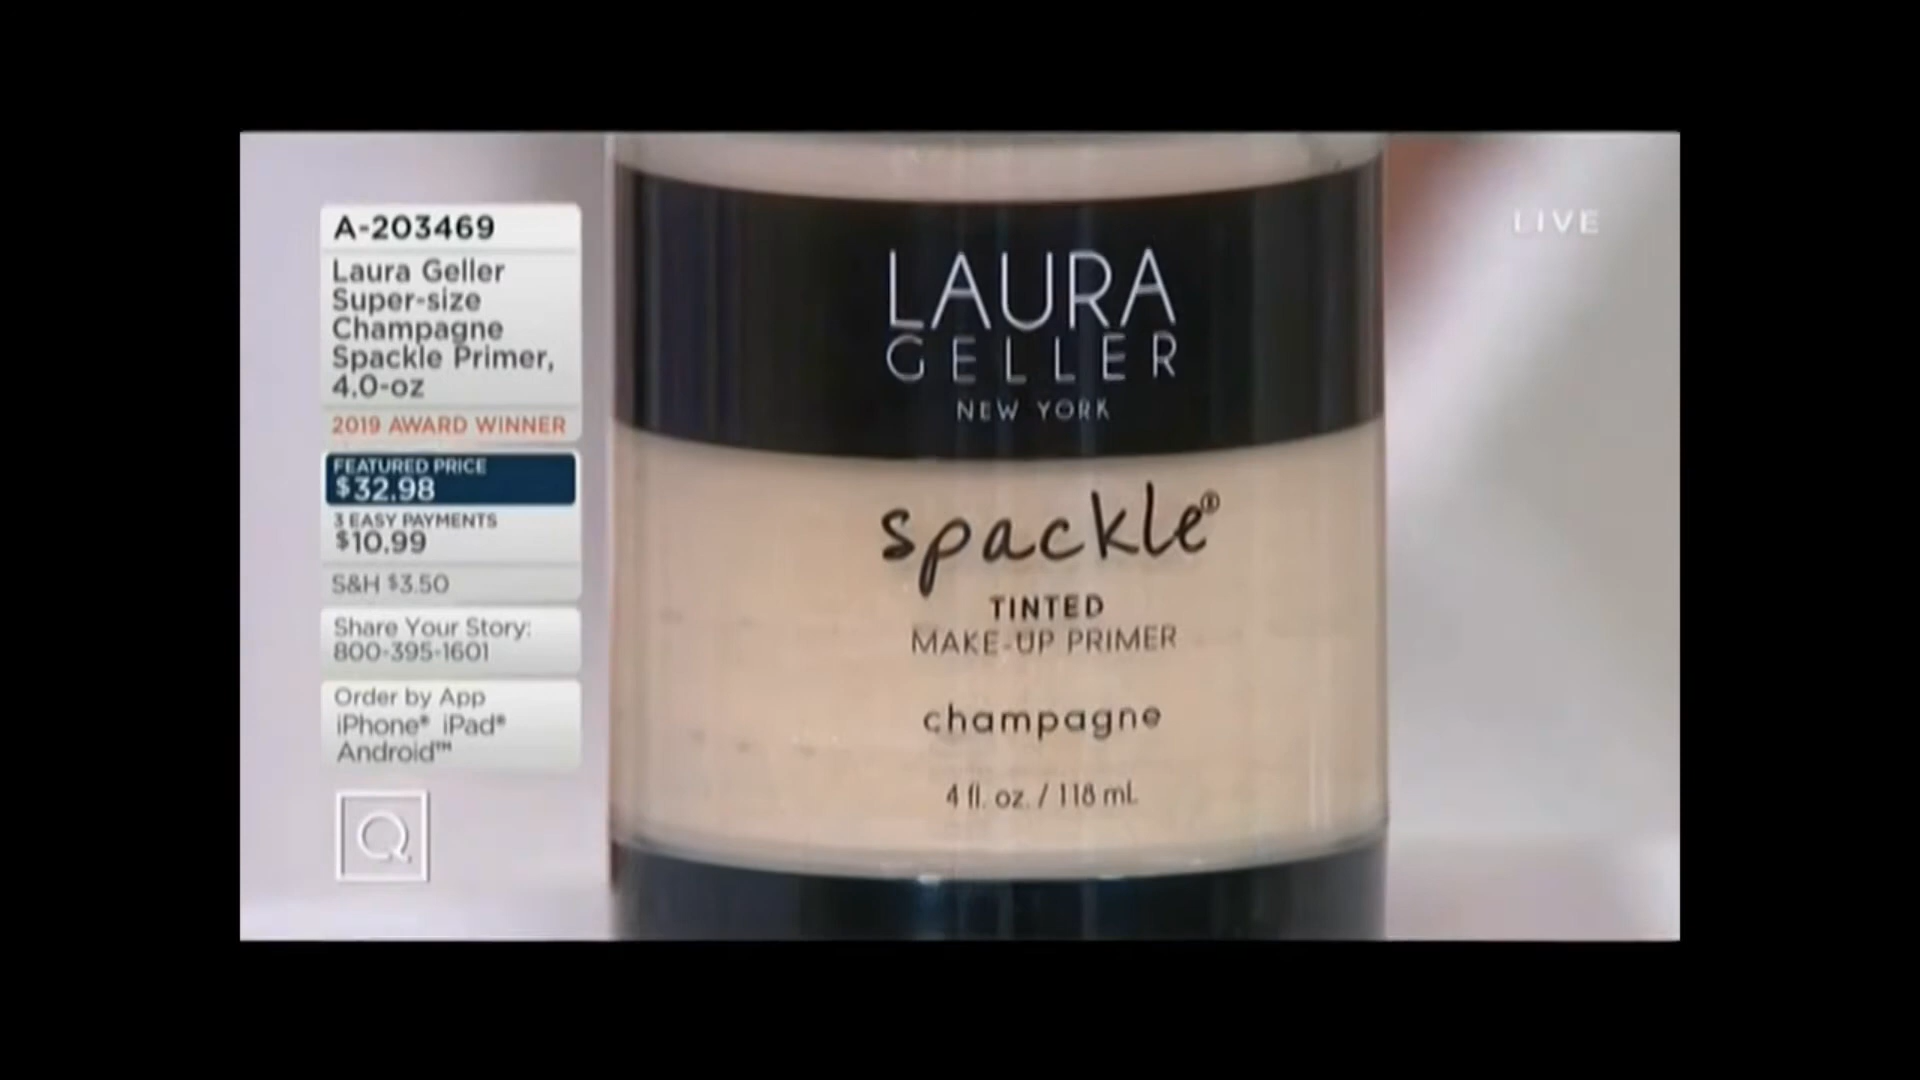 A-203469
Laura Geller
Super-size
Champagne
Spackle Primer,
4.0-oz
2019 AWARD WINNER
FEATURED PRICE
$32.98
3 EASY PAYMENTS
$10.99
S&H $3.50
Share Your Story:
800-395-1601
Order by App
iPhone® iPad®
Android™
Q
LIVE
LAURA
GELLER
NEW YORK
spackle®
TINTED
MAKE-UP PRIMER
champagne
4 fl. oz. / 118 mL